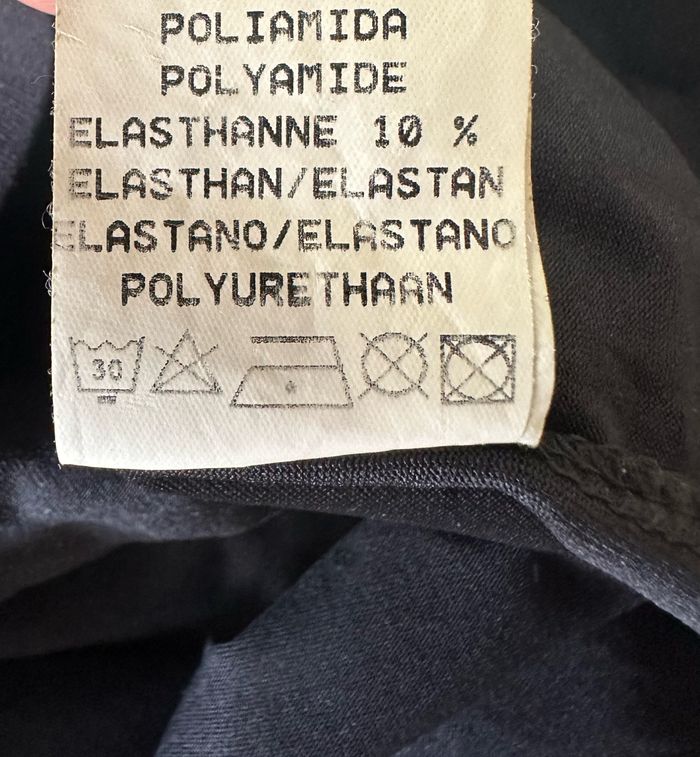 POLIAMIDA
POLYAMIDE
ELASTHANNE 10 %
ELASTHAN/ELASTAN
ELASTANO/ELASTANO
POLYURETHAAN
30